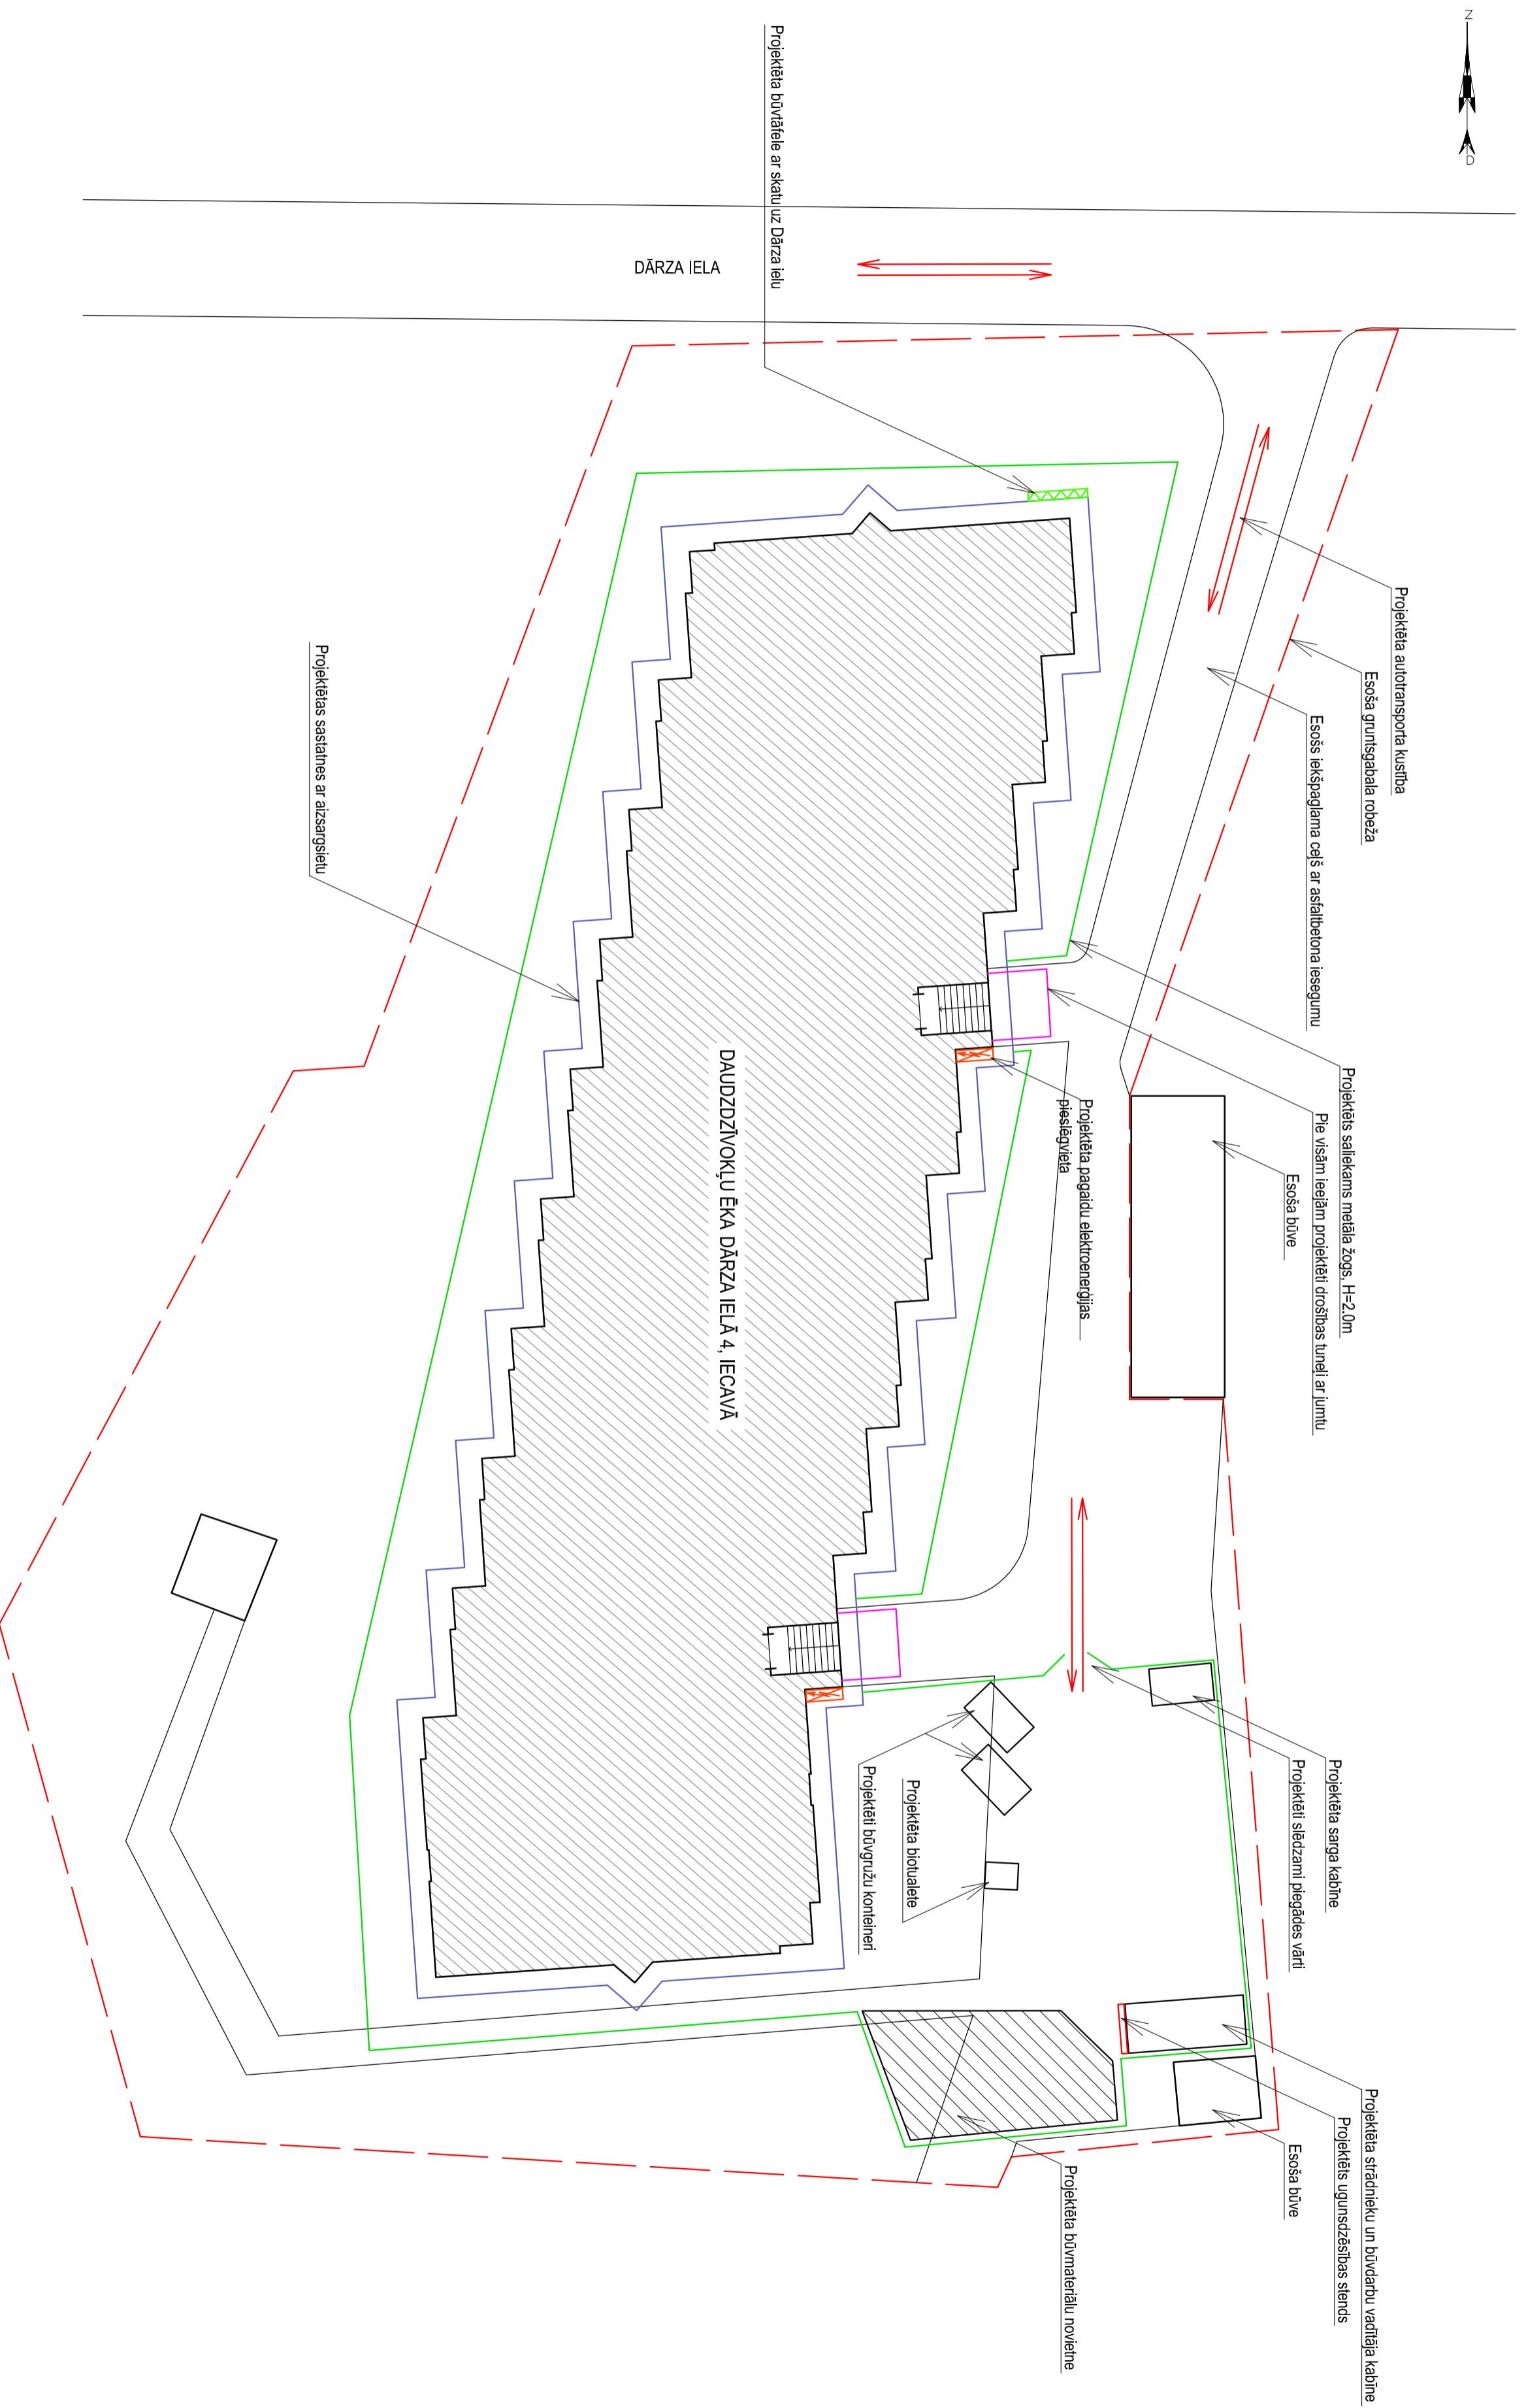 Z
D
Projektēta būvtāfele ar skatu uz Dārza ielu
DĀRZA IELA
Projektēta autotransporta kustība
Esoša gruntsgabala robeža
Esošs iekšpaglama ceļš ar asfaltbetona iesegumu
Projektētas sastatnes ar aizsargsietu
Projektēts saliekams metāla žogs, H=2.0m
Pie visām ieejām projektēti drošības tuneļi ar jumtu
Esoša būve
Projektēta pagaidu elektroenerģijas
pieslēgvieta
DAUDZDZĪVOKĻU ĒKA DĀRZA IELĀ 4, IECAVĀ
Projektēta sarga kabīne
Projektēti slēdzami piegādes vārti
Projektēta biotualete
Projektēti būvgružu konteineri
Projektēta strādnieku un būvdarbu vadītāja kabīne
Projektēts ugunsdzēsības stends
Esoša būve
Projektēta būvmateriālu novietne